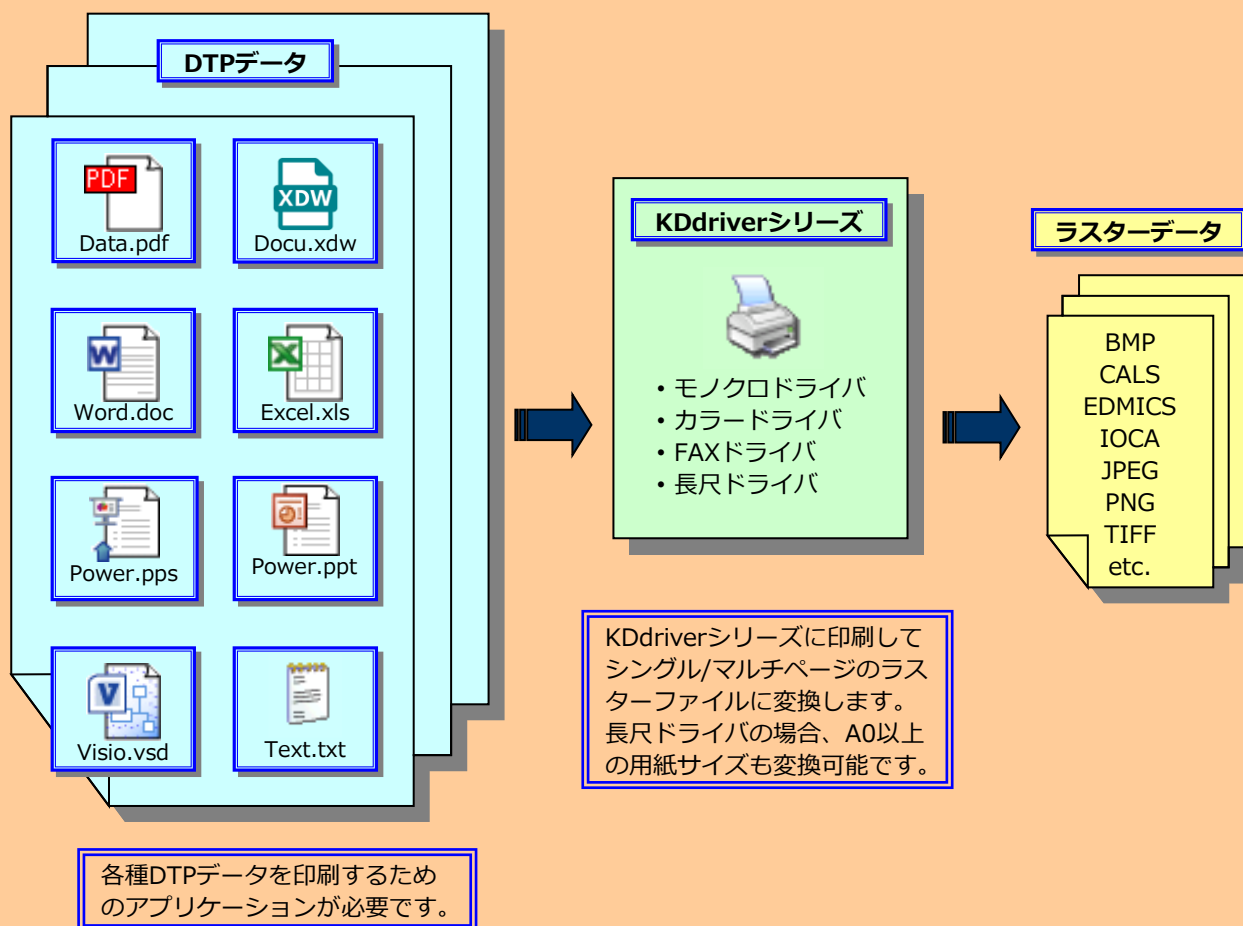 DTPデータ
PDF
Data.pdf
XDW
Docu.xdw
W
Word.doc
X
Excel.xls
Power.pps
Power.ppt
V
Visio.vsd
Text.txt
各種DTPデータを印刷するため
のアプリケーションが必要です。
KDdriverシリーズ
・モノクロドライバ
・カラードライバ
・FAXドライバ
・長尺ドライバ
KDdriverシリーズに印刷して
シングル/マルチページのラス
ターファイルに変換します。
長尺ドライバの場合、A0以上
の用紙サイズも変換可能です。
ラスターデータ
BMP
CALS
EDMICS
IOCA
JPEG
PNG
TIFF
etc.